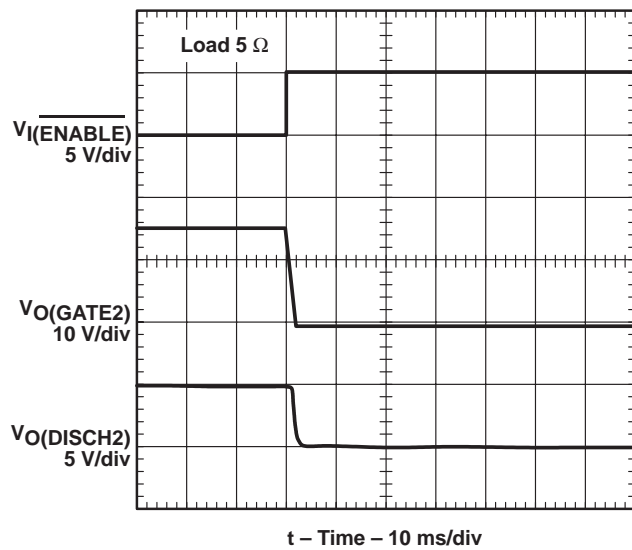 Load 5 Ω
VI(ENABLE)
5 V/div
VO(GATE2)
10 V/div
VO(DISCH2)
5 V/div
t – Time – 10 ms/div